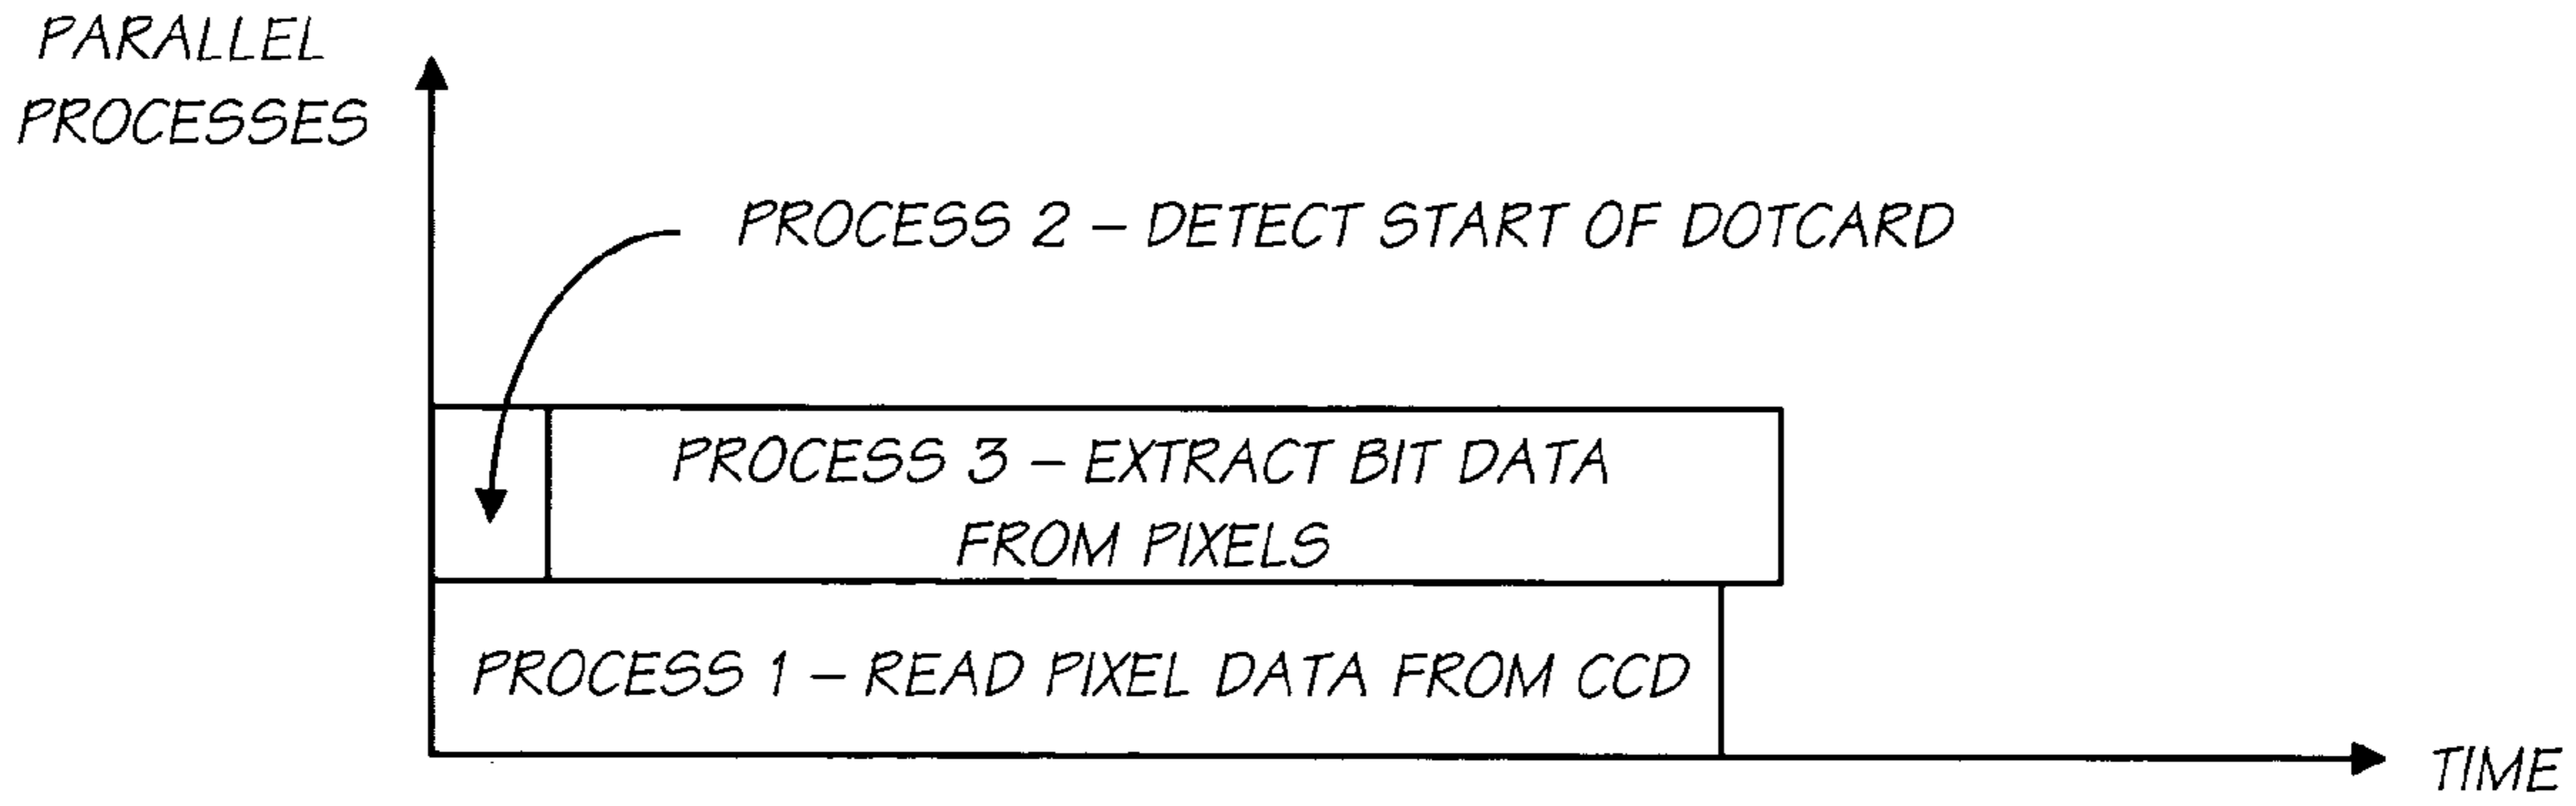 PARALLEL
PROCESSES
PROCESS 2 – DETECT START OF DOTCARD
PROCESS 3 – EXTRACT BIT DATA
FROM PIXELS
PROCESS 1 – READ PIXEL DATA FROM CCD
TIME